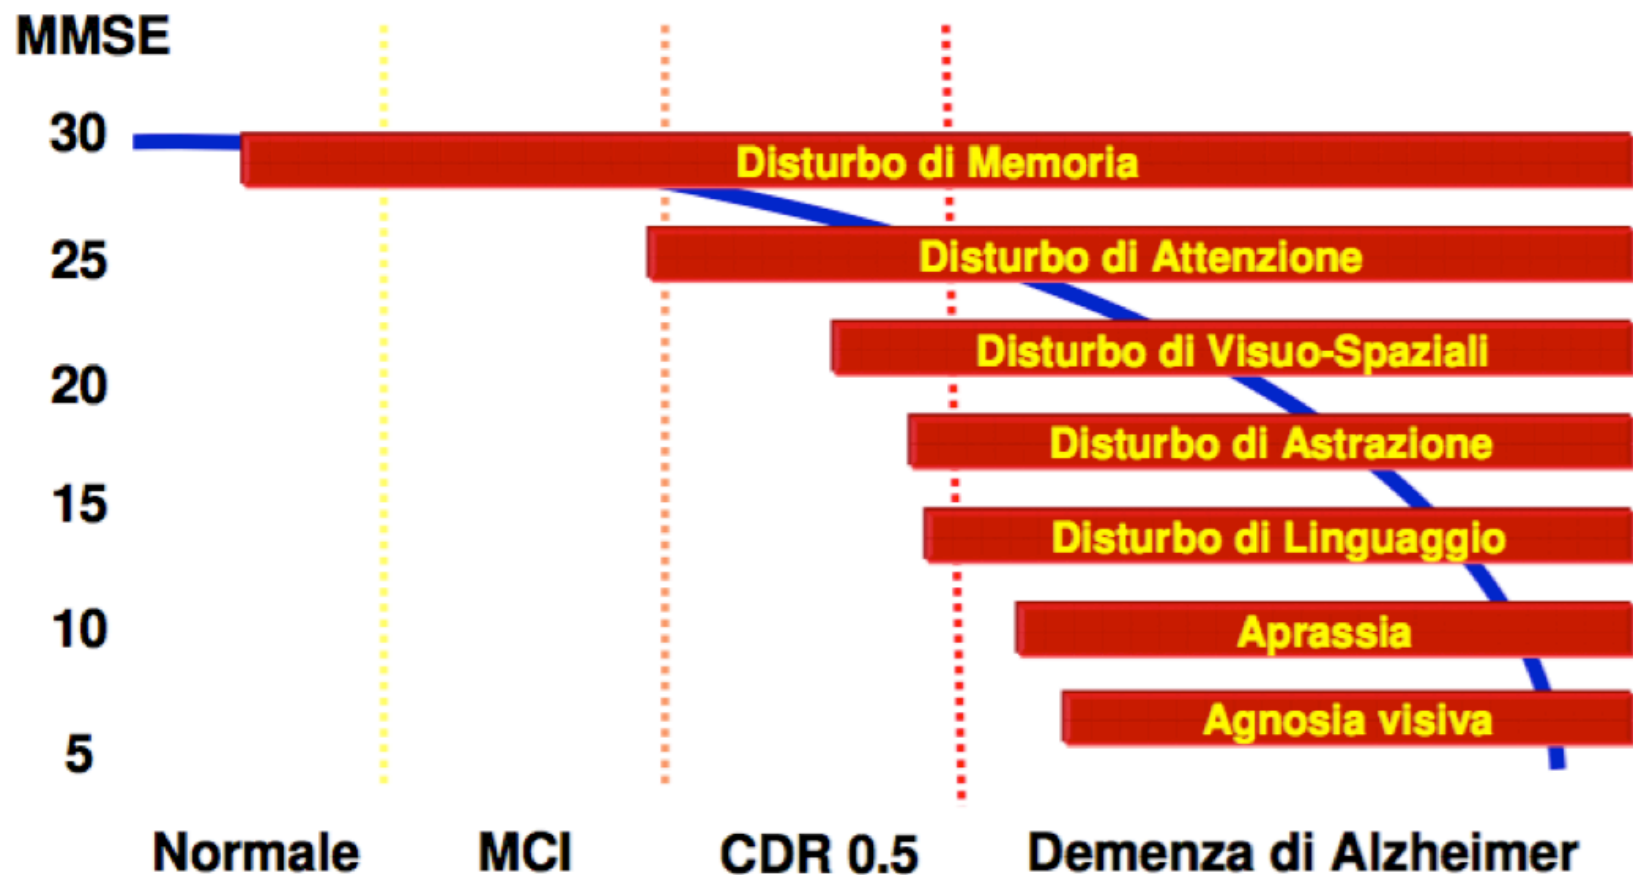 MMSE
30
Disturbo di Memoria
25
Disturbo di Attenzione
Disturbo di Visuo-Spaziali
20
Disturbo di Astrazione
15
Disturbo di Linguaggio
10
Aprassia
Agnosia visiva
5
Normale
MCI
CDR 0.5
Demenza di Alzheimer